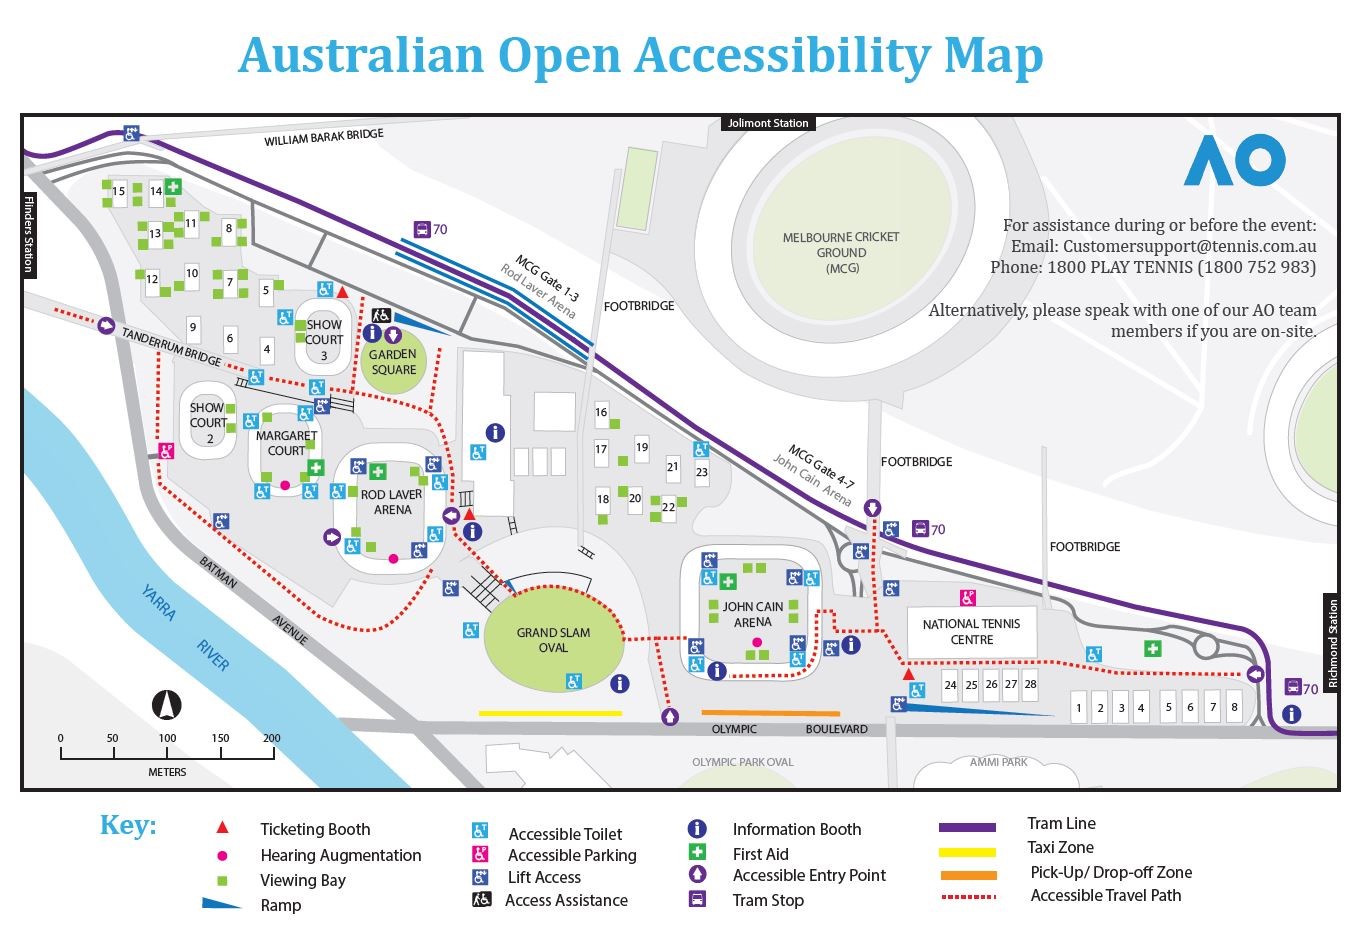 Australian Open Accessibility Map
Jolimont Station
WILLIAM BARAK BRIDGE
AO
Flinders Station
For assistance during or before the event:
Email: Customersupport@tennis.com.au
Phone: 1800 PLAY TENNIS (1800 752 983)
Alternatively, please speak with one of our AO team
members if you are on-site.
MELBOURNE CRICKET
GROUND
(MCG)
70
MCG Gate 1-3
Rod Laver Arena
FOOTBRIDGE
15
14
13
11
8
12
10
7
5
9
6
4
SHOW
COURT
3
TANDERRUM BRIDGE
GARDEN
SQUARE
SHOW
COURT
2
MARGARET
COURT
ROD LAVER
ARENA
16
17
19
21
23
18
20
22
MCG Gate 4-7
John Cain Arena
FOOTBRIDGE
70
FOOTBRIDGE
BATMAN
AVENUE
YARRA
RIVER
GRAND SLAM
OVAL
JOHN CAIN
ARENA
NATIONAL TENNIS
CENTRE
Richmond Station
24
25
26
27
28
1
2
3
4
5
6
7
8
70
OLYMPIC
BOULEVARD
OLYMPIC PARK OVAL
AMMI PARK
0
50
100
150
200
METERS
Key:
Ticketing Booth
Hearing Augmentation
Viewing Bay
Ramp
Accessible Toilet
Accessible Parking
Lift Access
Access Assistance
Information Booth
First Aid
Accessible Entry Point
Tram Stop
Tram Line
Taxi Zone
Pick-Up/ Drop-off Zone
Accessible Travel Path